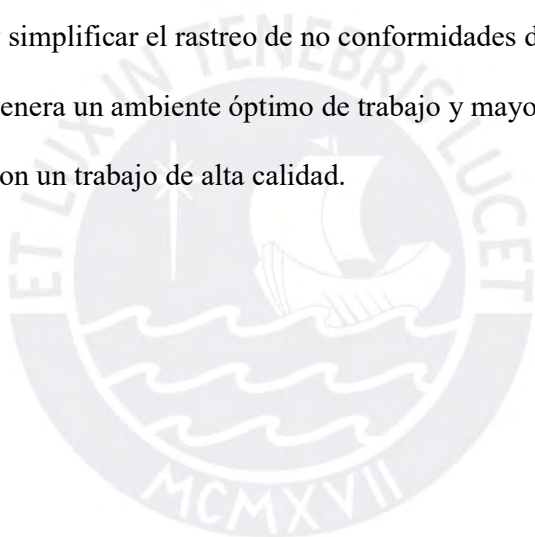 simplificar el rastreo de no conformidades
enera un ambiente óptimo de trabajo y mayo
on un trabajo de alta calidad.
ET LUX IN TENEBRIS LUCET
MCMXVII